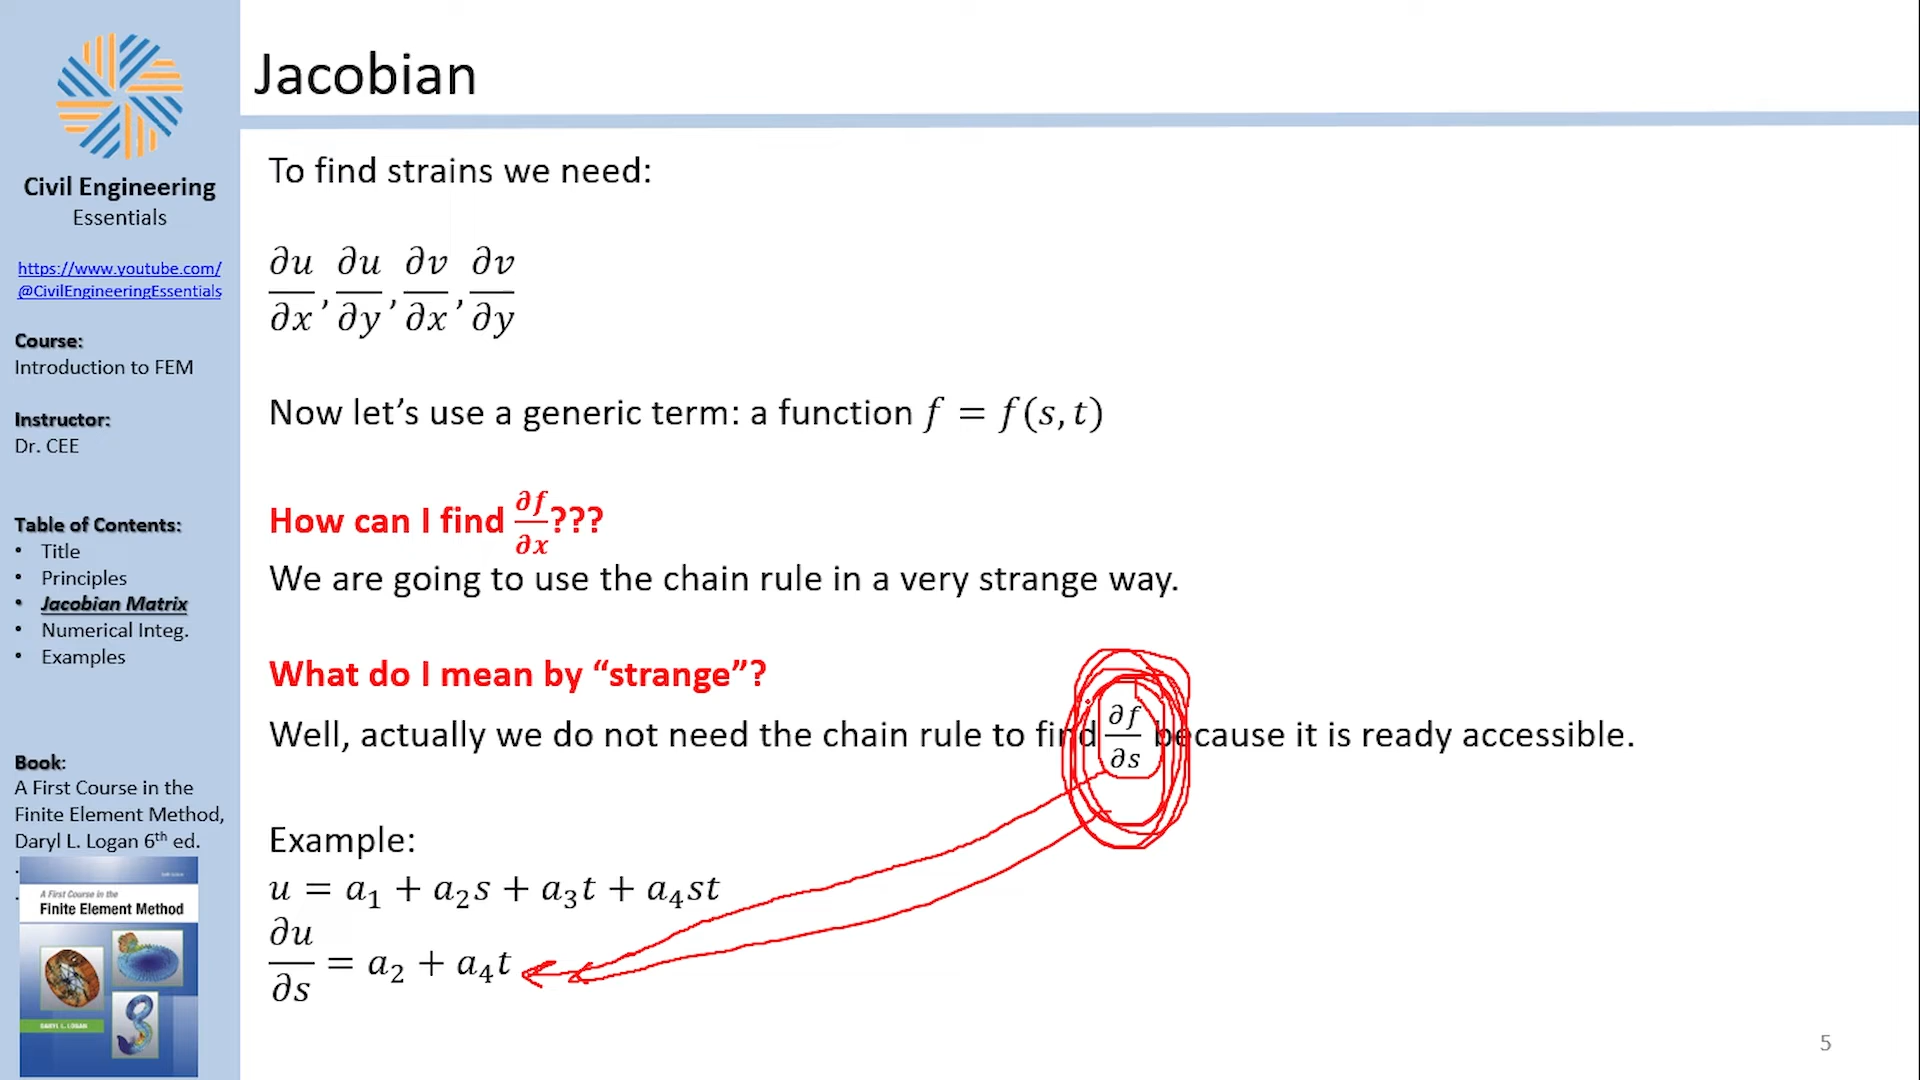 Civil Engineering
Essentials
https://www.youtube.com/
@CivilEngineeringEssentials
Course:
Introduction to FEM
Instructor:
Dr. CEE
Table of Contents:
• Title
• Principles
• Jacobian Matrix
• Numerical Integ.
• Examples
Book:
A First Course in the
Finite Element Method,
Daryl L. Logan 6th ed.
A First Course in the
Finite Element Method
DARYL L. LOGAN
Jacobian
To find strains we need:
∂u/∂x, ∂u/∂y, ∂v/∂x, ∂v/∂y
Now let’s use a generic term: a function f = f(s, t)
How can I find ∂f/∂x???
We are going to use the chain rule in a very strange way.
What do I mean by “strange”?
Well, actually we do not need the chain rule to find ∂f/∂s because it is ready accessible.
Example:
u = a₁ + a₂s + a₃t + a₄st
∂u/∂s = a₂ + a₄t
5